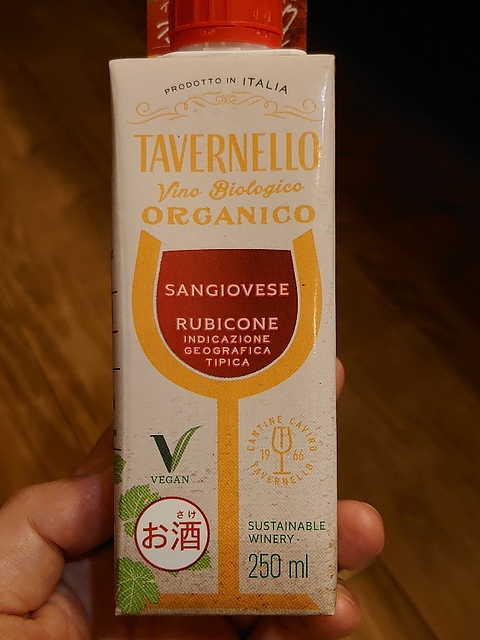 PRODOTTO IN ITALIA
TAVERNELLO
Vino Biologico
ORGANICO
SANGIOVESE
RUBICONE
INDICAZIONE
GEOGRAFICA
TIPICA
CANTINE CAVIRO
19 66
TAVERNELLO
VEGAN
さけ
お酒
SUSTAINABLE
WINERY
250 ml